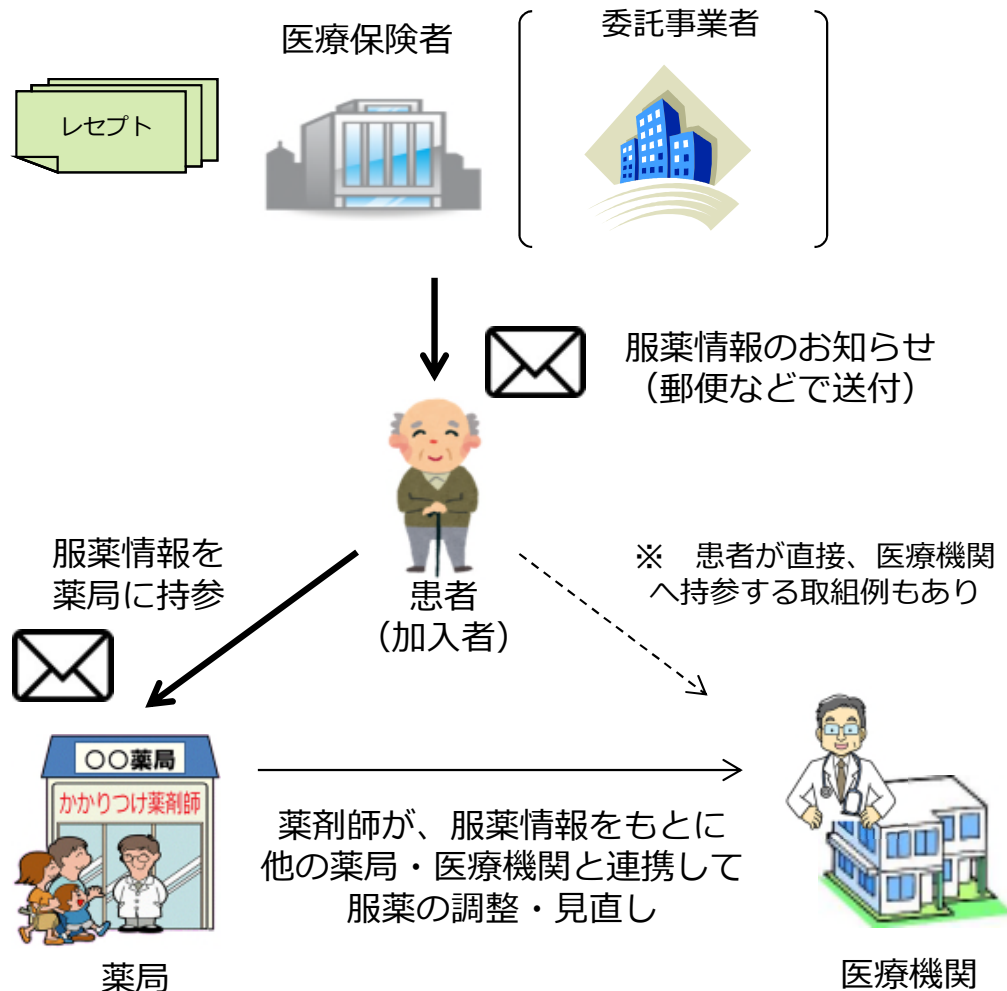 医療保険者
委託事業者
レセプト
服薬情報のお知らせ
（郵便などで送付）
服薬情報を
薬局に持参
※　患者が直接、医療機関
へ持参する取組例もあり
患者
（加入者）
〇〇薬局
かかりつけ薬剤師
薬剤師が、服薬情報をもとに
他の薬局・医療機関と連携して
服薬の調整・見直し
薬局
医療機関